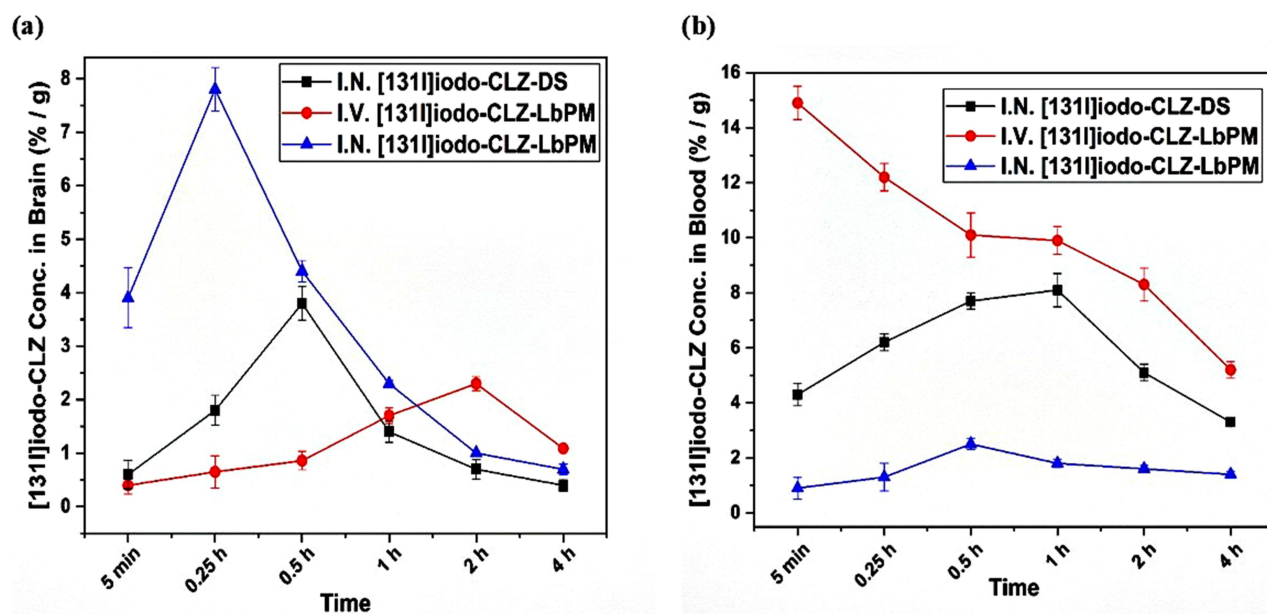 (a)
[131I]iodo-CLZ Conc. in Brain (% / g)
8
7
6
5
4
3
2
1
0
I.N. [131I]iodo-CLZ-DS
I.V. [131I]iodo-CLZ-LbPM
I.N. [131I]iodo-CLZ-LbPM
5 min
0.25 h
0.5 h
1 h
2 h
4 h
Time
(b)
[131I]iodo-CLZ Conc. in Blood (% / g)
16
14
12
10
8
6
4
2
0
I.N. [131I]iodo-CLZ-DS
I.V. [131I]iodo-CLZ-LbPM
I.N. [131I]iodo-CLZ-LbPM
5 min
0.25 h
0.5 h
1 h
2 h
4 h
Time